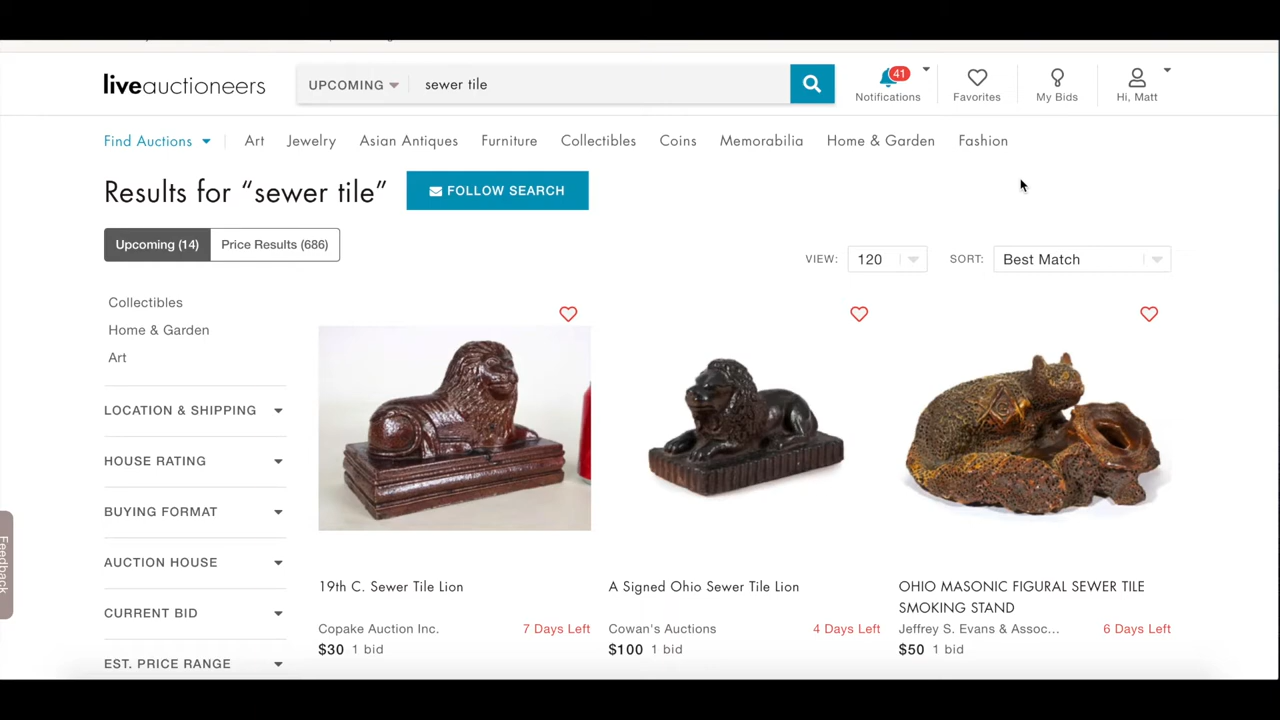 liveauctioneers
UPCOMING
sewer tile
41
Notifications
Favorites
My Bids
Hi, Matt
Find Auctions
Art
Jewelry
Asian Antiques
Furniture
Collectibles
Coins
Memorabilia
Home & Garden
Fashion
Results for “sewer tile”
FOLLOW SEARCH
Upcoming (14)
Price Results (686)
VIEW:
120
SORT:
Best Match
Collectibles
Home & Garden
Art
LOCATION & SHIPPING
HOUSE RATING
BUYING FORMAT
AUCTION HOUSE
CURRENT BID
EST. PRICE RANGE
Feedback
19th C. Sewer Tile Lion
Copake Auction Inc.
7 Days Left
$30 1 bid
A Signed Ohio Sewer Tile Lion
Cowan's Auctions
4 Days Left
$100 1 bid
OHIO MASONIC FIGURAL SEWER TILE
SMOKING STAND
Jeffrey S. Evans & Assoc...
6 Days Left
$50 1 bid